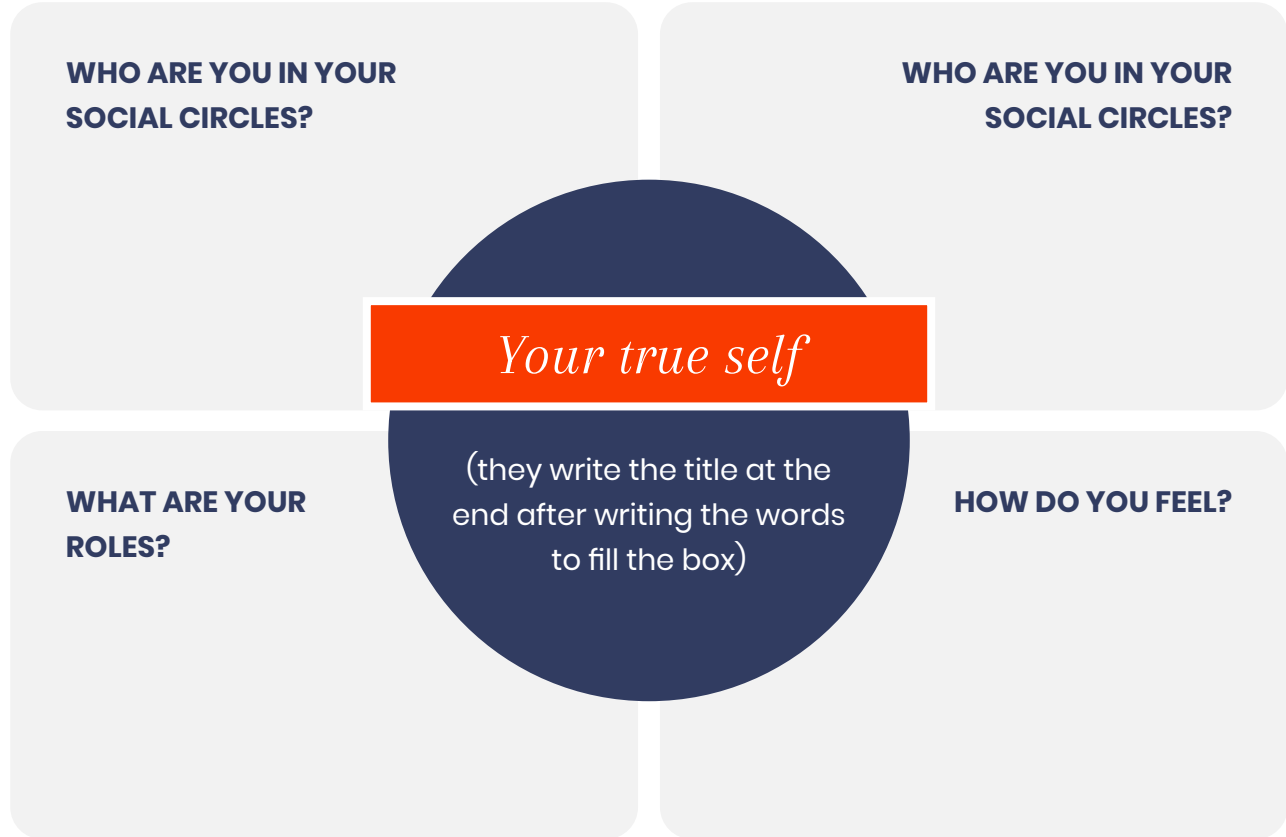 WHO ARE YOU IN YOUR
SOCIAL CIRCLES?
WHO ARE YOU IN YOUR
SOCIAL CIRCLES?
Your true self
(they write the title at the
end after writing the words
to fill the box)
WHAT ARE YOUR
ROLES?
HOW DO YOU FEEL?